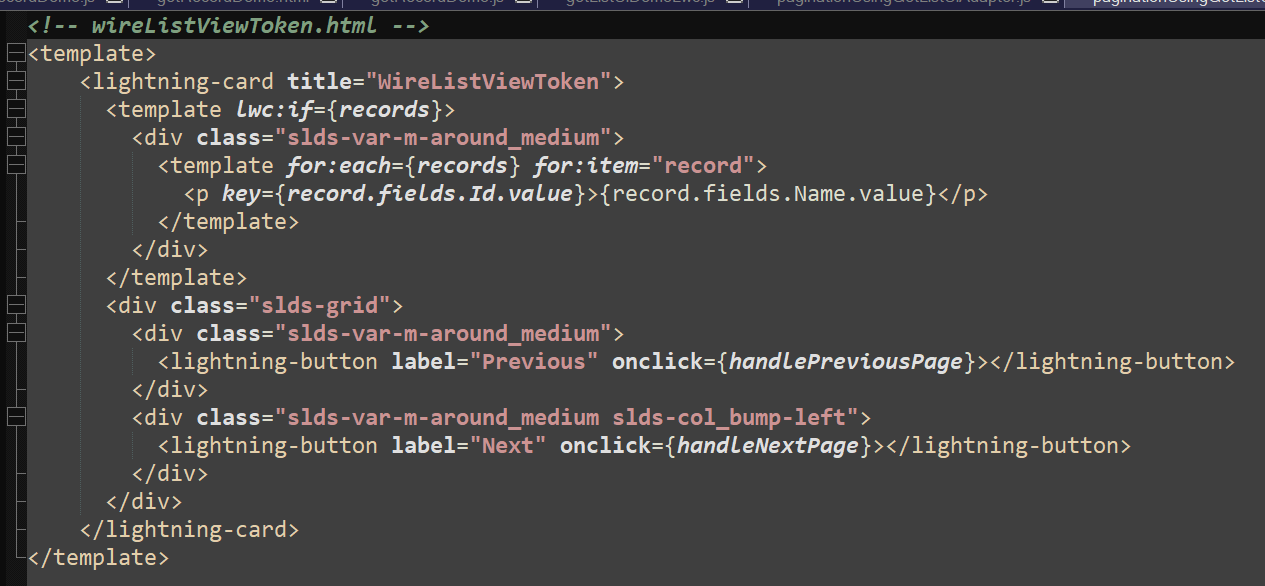 <!-- wireListViewToken.html -->
<template>
    <lightning-card title="WireListViewToken">
      <template lwc:if={records}>
        <div class="slds-var-m-around_medium">
          <template for:each={records} for:item="record">
            <p key={record.fields.Id.value}>{record.fields.Name.value}</p>
          </template>
        </div>
      </template>
      <div class="slds-grid">
        <div class="slds-var-m-around_medium">
          <lightning-button label="Previous" onclick={handlePreviousPage}></lightning-button>
        </div>
        <div class="slds-var-m-around_medium slds-col_bump-left">
          <lightning-button label="Next" onclick={handleNextPage}></lightning-button>
        </div>
      </div>
    </lightning-card>
</template>